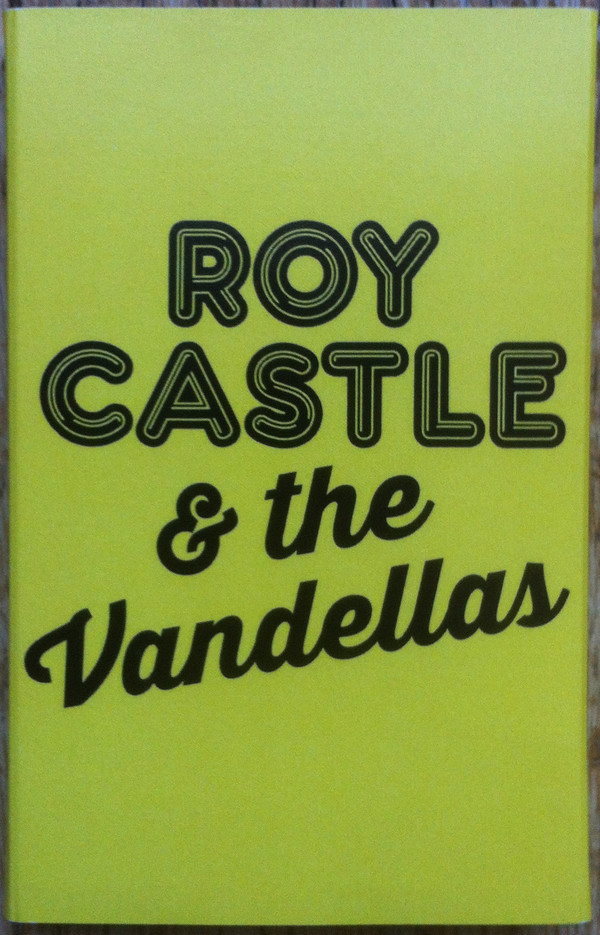 ROY
CASTLE
& the
Vandellas